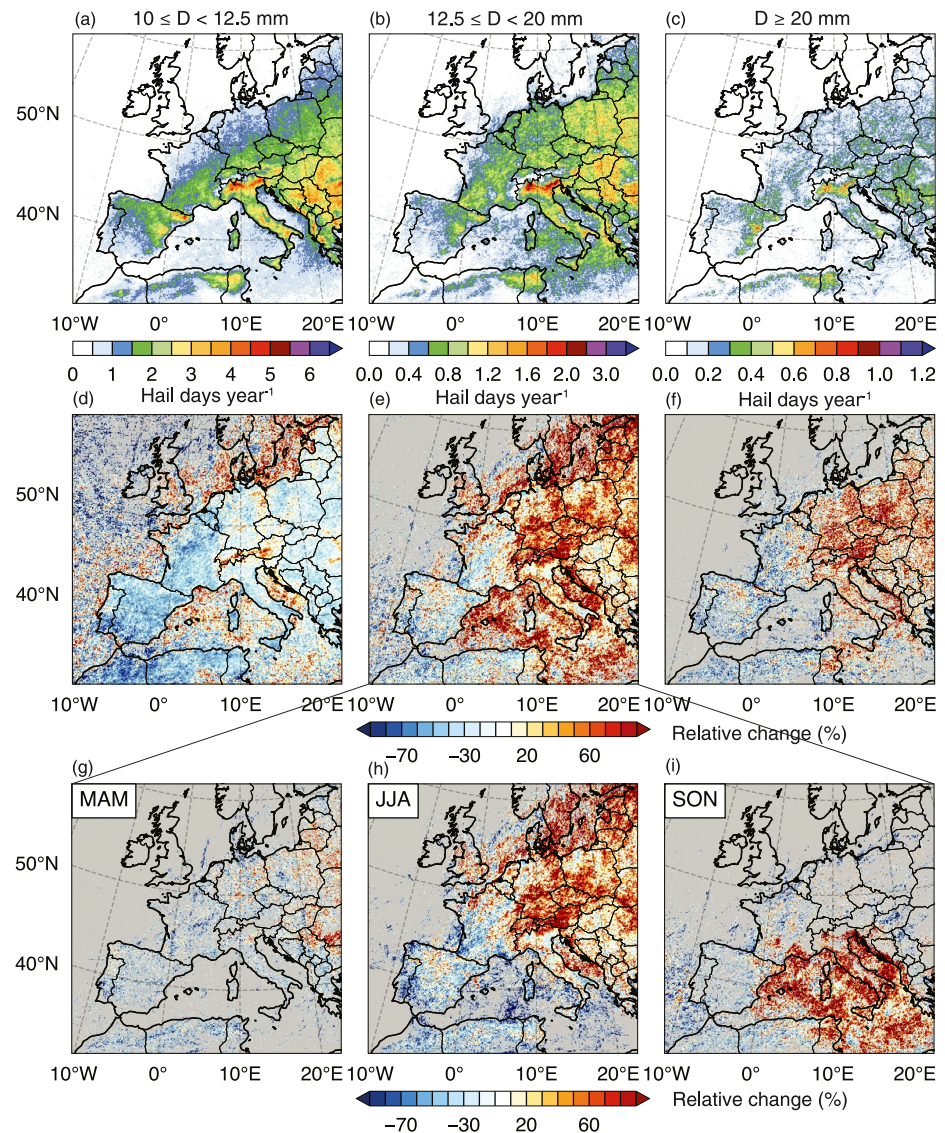 (a) 10 ≤ D < 12.5 mm
(b) 12.5 ≤ D < 20 mm
(c) D ≥ 20 mm
50°N
40°N
10°W 0° 10°E 20°E 10°W 0° 10°E 20°E 10°W 0° 10°E 20°E
0 1 2 3 4 5 6
0.0 0.4 0.8 1.2 1.6 2.0 3.0
0.0 0.2 0.4 0.6 0.8 1.0 1.2
(d) Hail days year⁻¹
(e) Hail days year⁻¹
(f) Hail days year⁻¹
50°N
40°N
10°W 0° 10°E 20°E 10°W 0° 10°E 20°E 10°W 0° 10°E 20°E
−70 −30 20 60 Relative change (%)
(g) (h) (i)
MAM JJA SON
50°N
40°N
10°W 0° 10°E 20°E 10°W 0° 10°E 20°E 10°W 0° 10°E 20°E
−70 −30 20 60 Relative change (%)